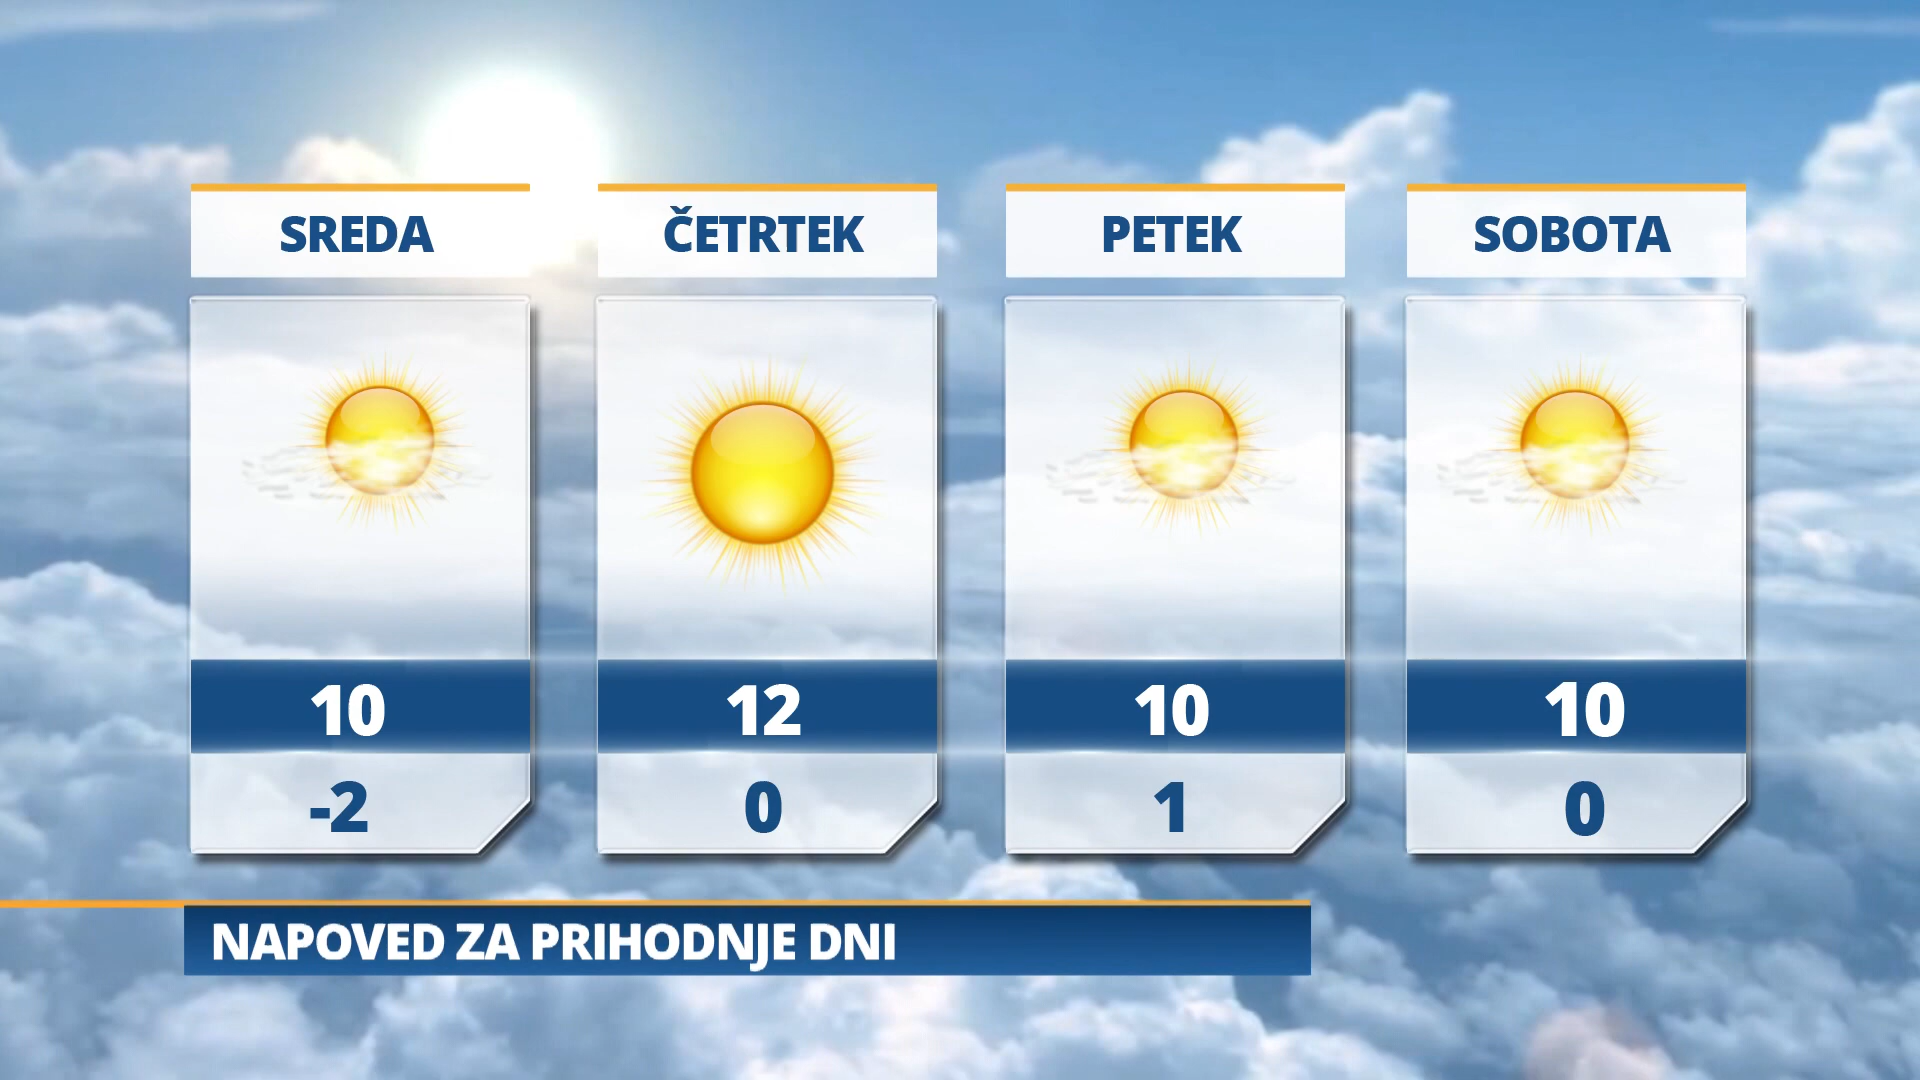 SREDA
ČETRTEK
PETEK
SOBOTA
10
12
10
10
-2
0
1
0
NAPOVED ZA PRIHODNJE DNI